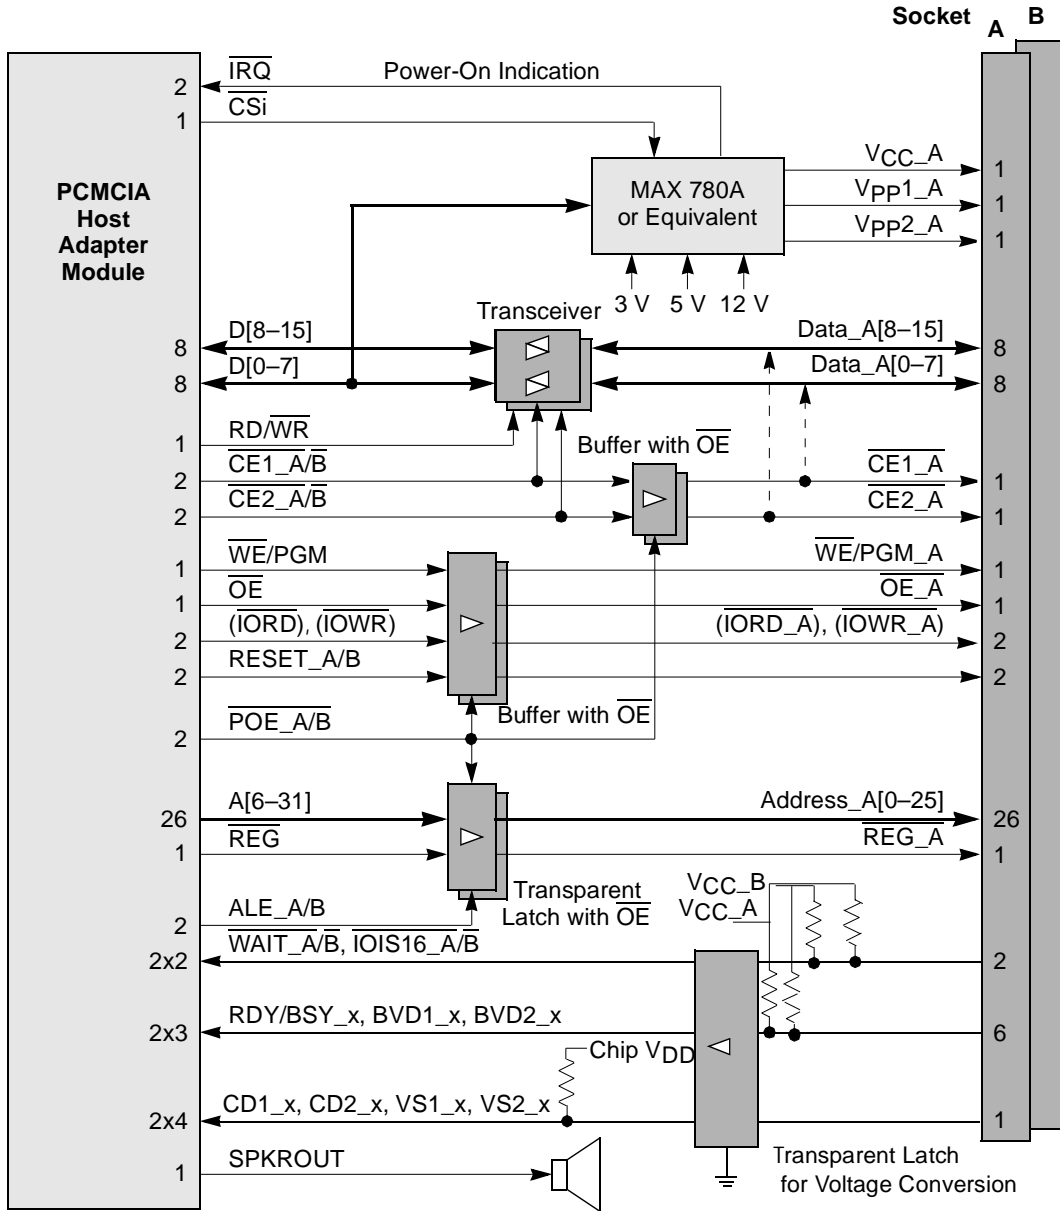 Socket
A
B
IRQ
Power-On Indication
2
CSi
1
PCMCIA
Host
Adapter
Module
MAX 780A
or Equivalent
VCC_A
1
VPP1_A
1
VPP2_A
1
3 V
5 V
12 V
Transceiver
D[8–15]
Data_A[8–15]
8
8
D[0–7]
Data_A[0–7]
8
8
RD/WR
1
Buffer with OE
CE1_A/B
CE1_A
2
1
CE2_A/B
CE2_A
2
1
WE/PGM
WE/PGM_A
1
1
OE
OE_A
1
1
(IORD), (IOWR)
(IORD_A), (IOWR_A)
2
2
RESET_A/B
2
2
Buffer with OE
POE_A/B
2
A[6–31]
Address_A[0–25]
26
26
REG
REG_A
1
1
Transparent
Latch with OE
VCC_B
VCC_A
ALE_A/B
2
WAIT_A/B, IOIS16_A/B
2x2
2
RDY/BSY_x, BVD1_x, BVD2_x
2x3
6
Chip VDD
CD1_x, CD2_x, VS1_x, VS2_x
2x4
1
SPKROUT
1
Transparent Latch
for Voltage Conversion